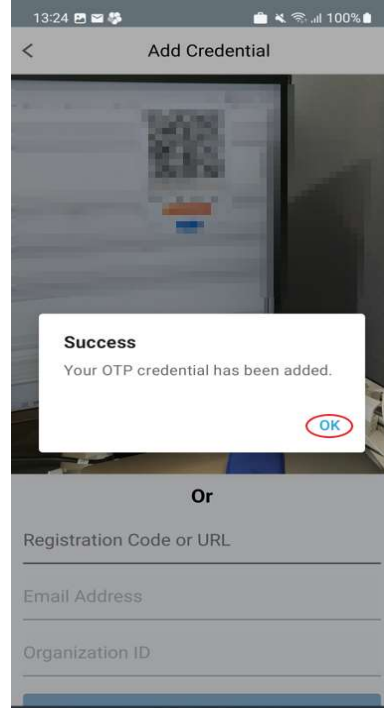 13:24
100%
Add Credential
Success
Your OTP credential has been added.
OK
Or
Registration Code or URL
Email Address
Organization ID